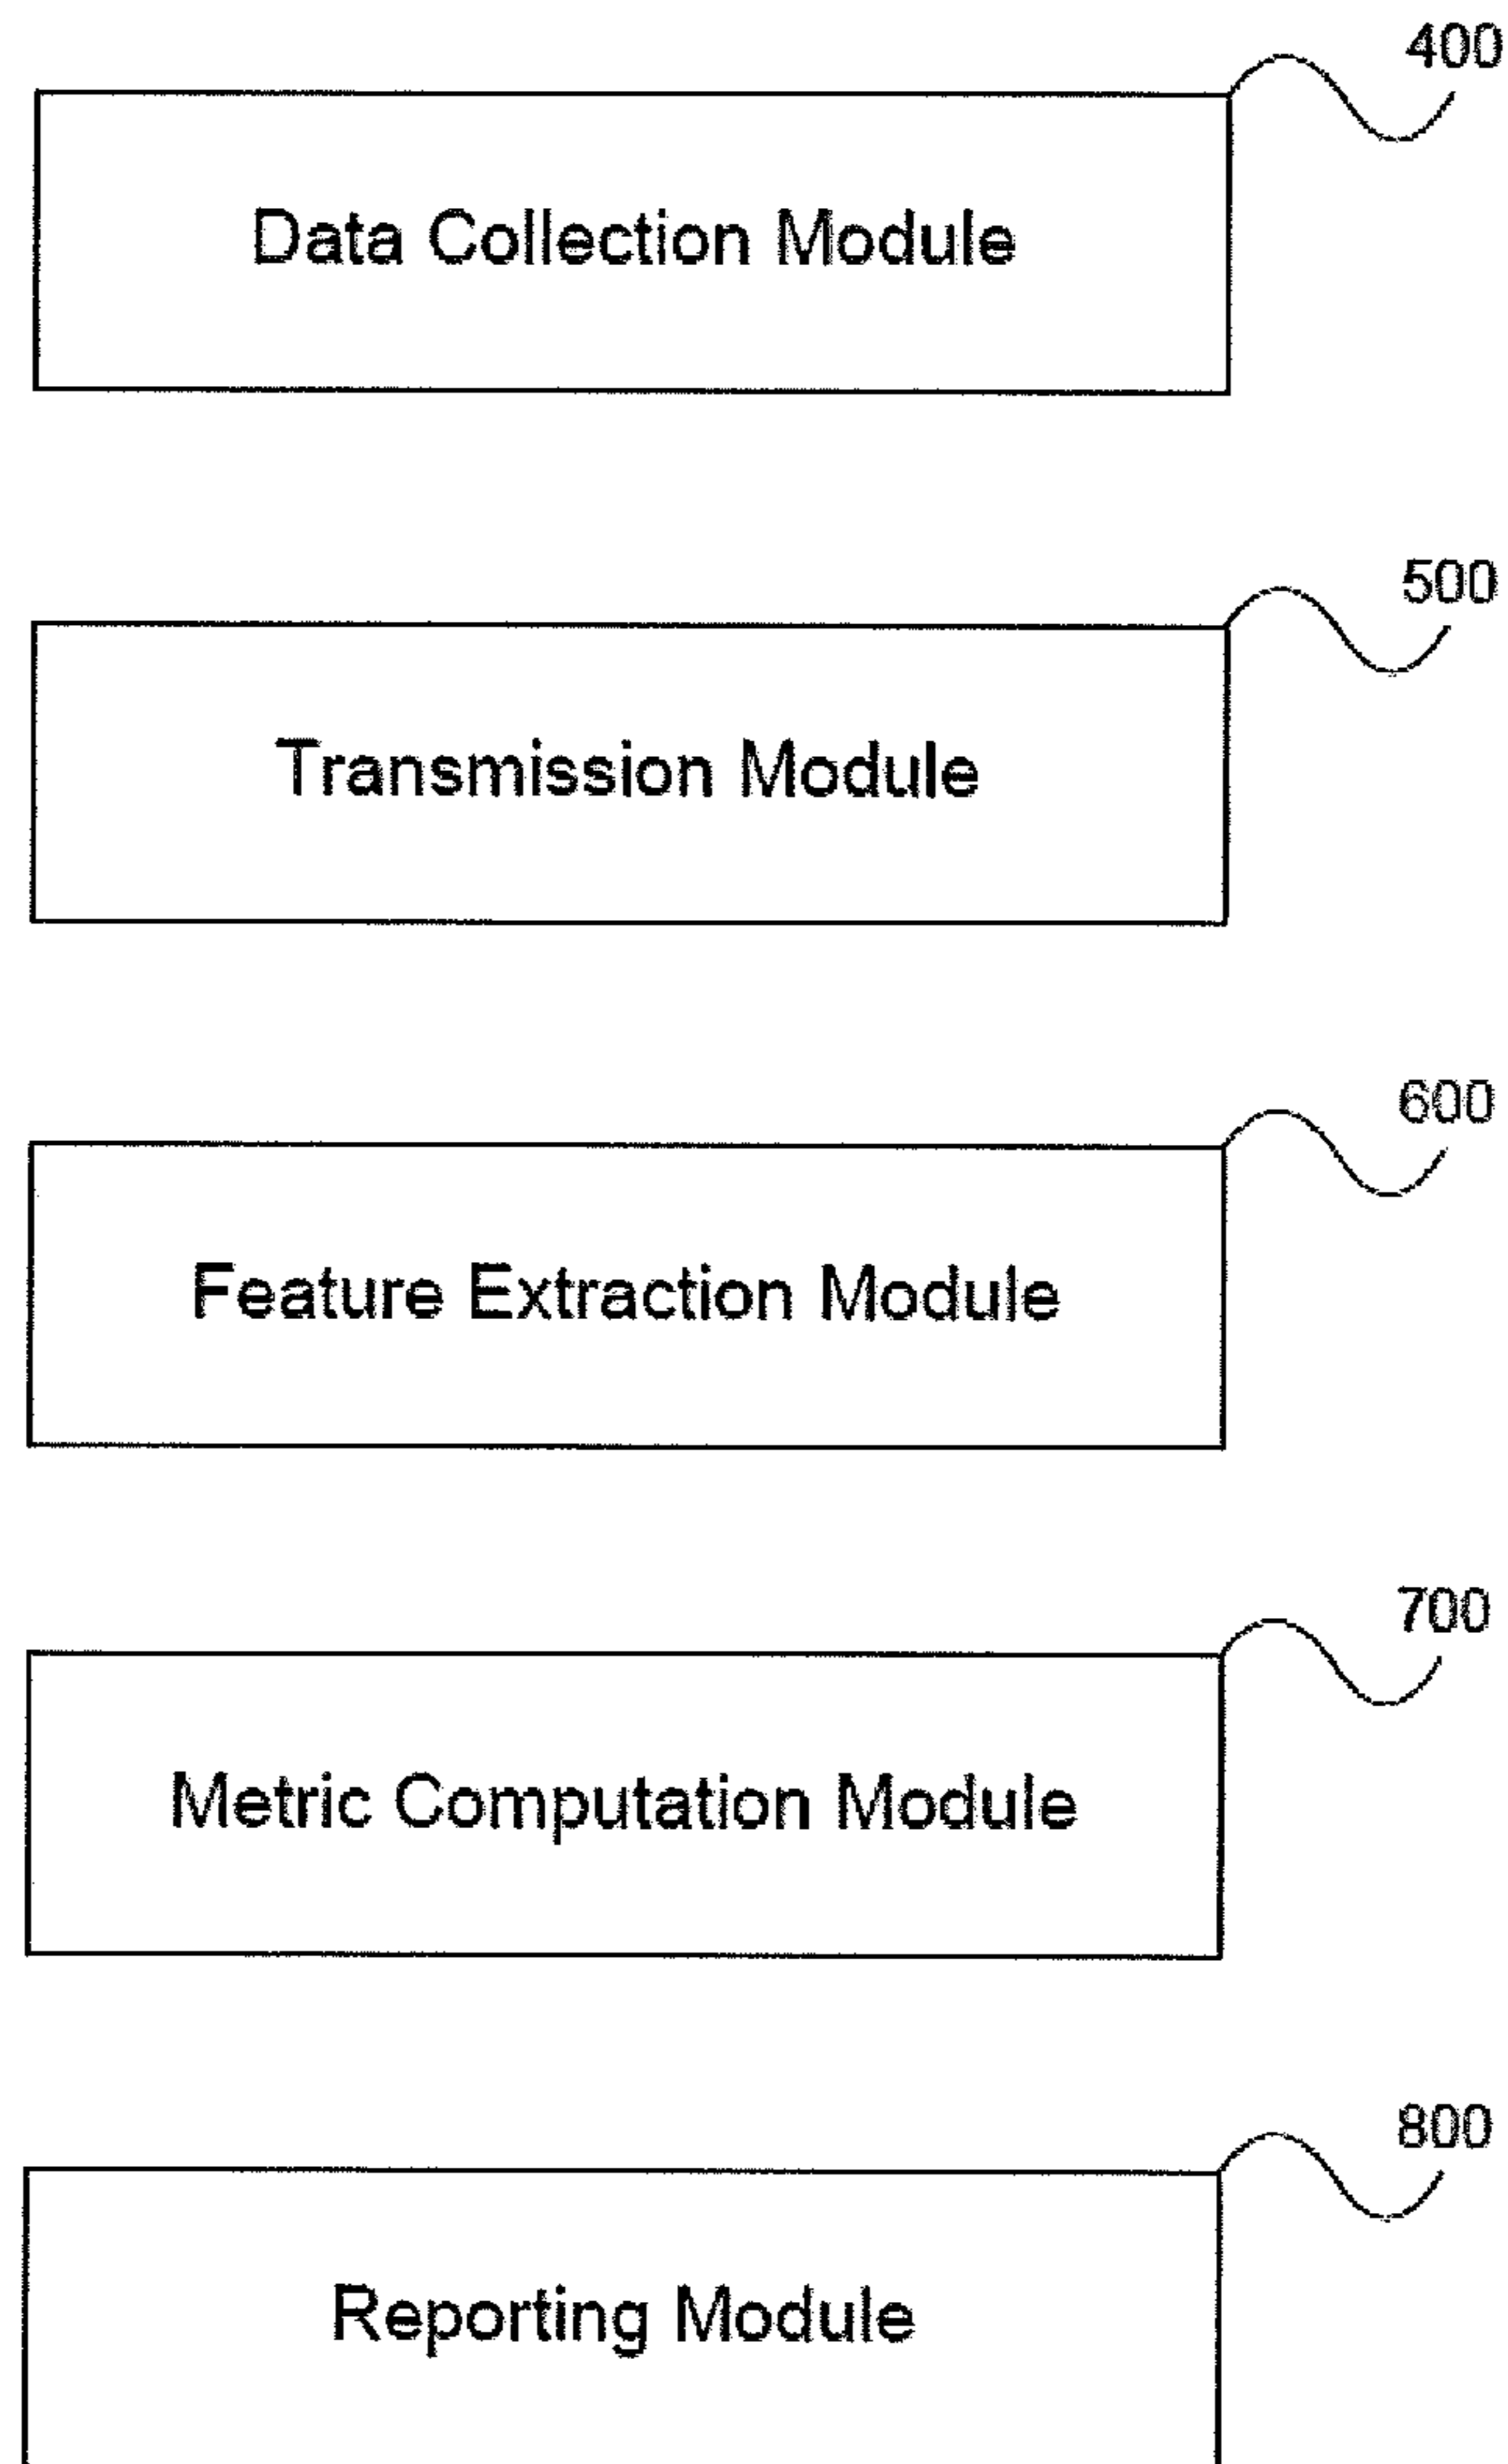 400
Data Collection Module
500
Transmission Module
600
Feature Extraction Module
700
Metric Computation Module
800
Reporting Module